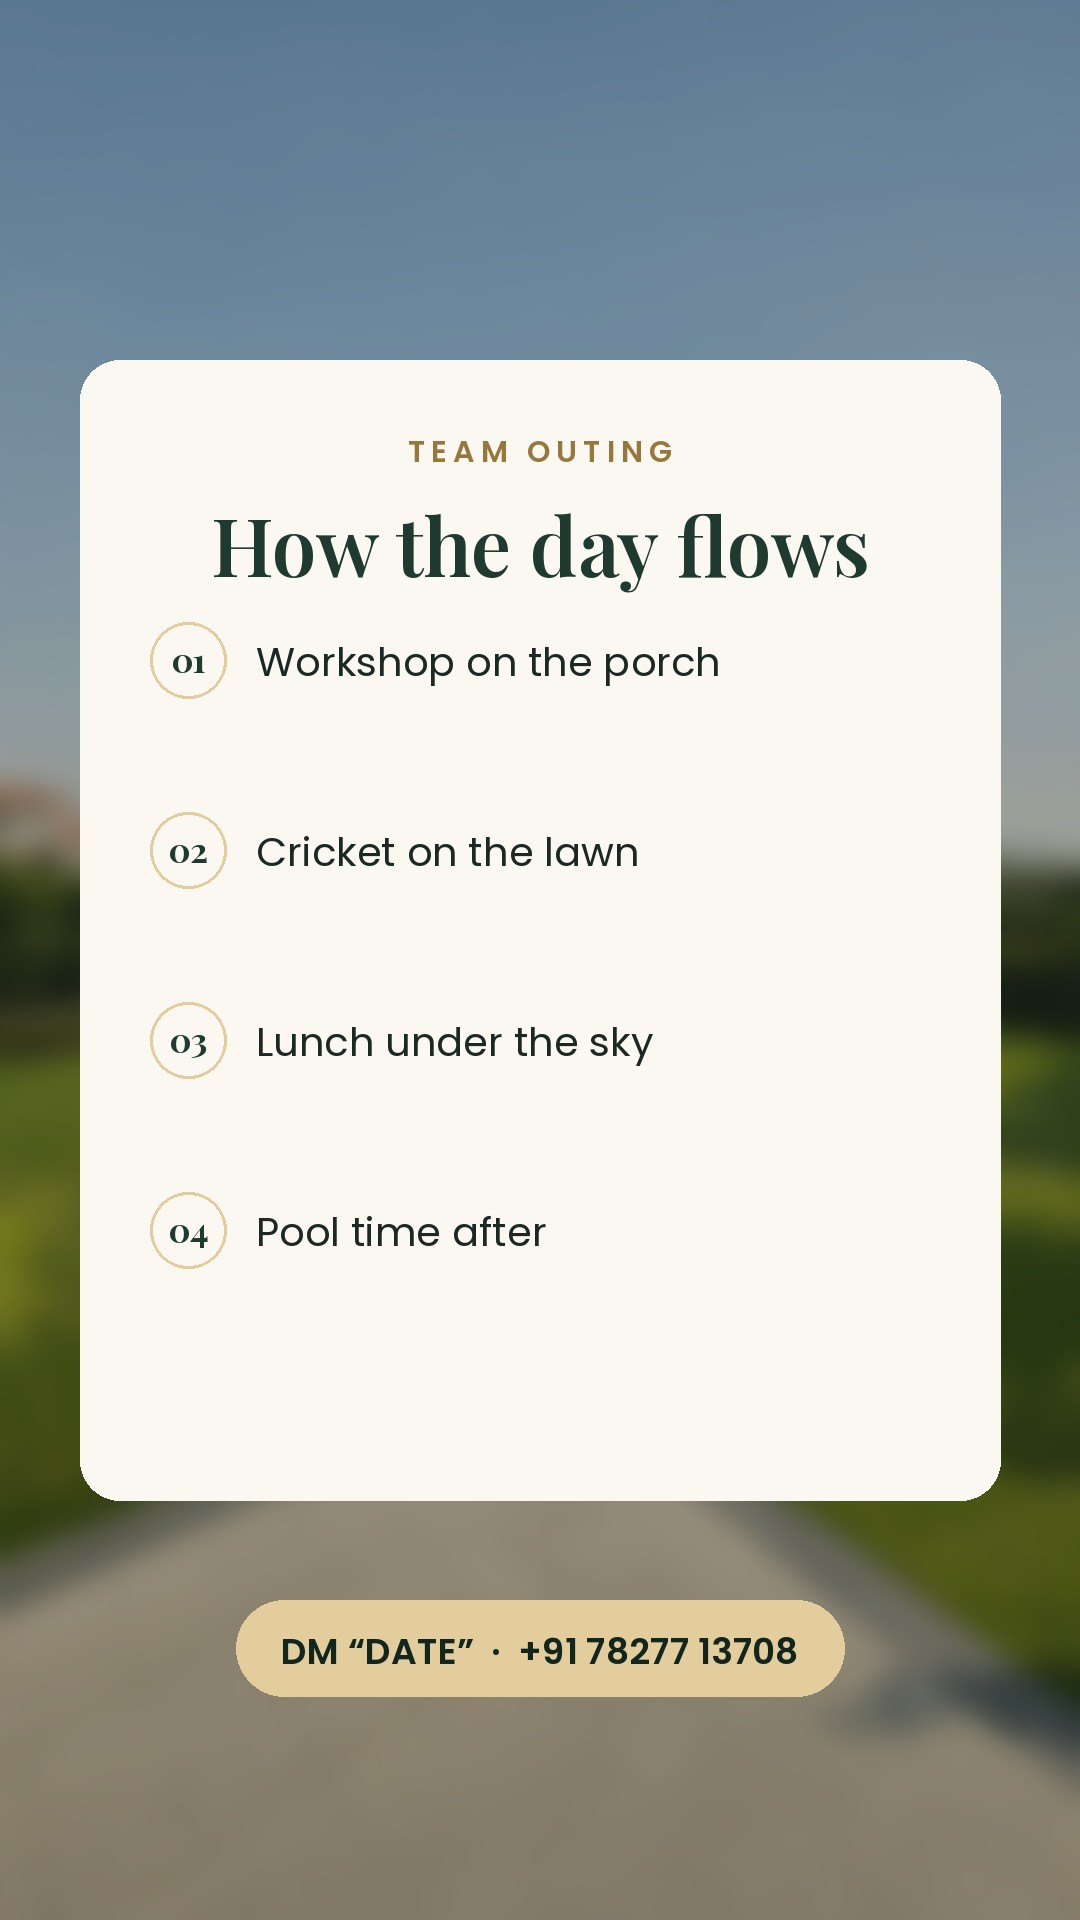 TEAM OUTING
How the day flows
01 Workshop on the porch
02 Cricket on the lawn
03 Lunch under the sky
04 Pool time after
DM “DATE” · +91 78277 13708